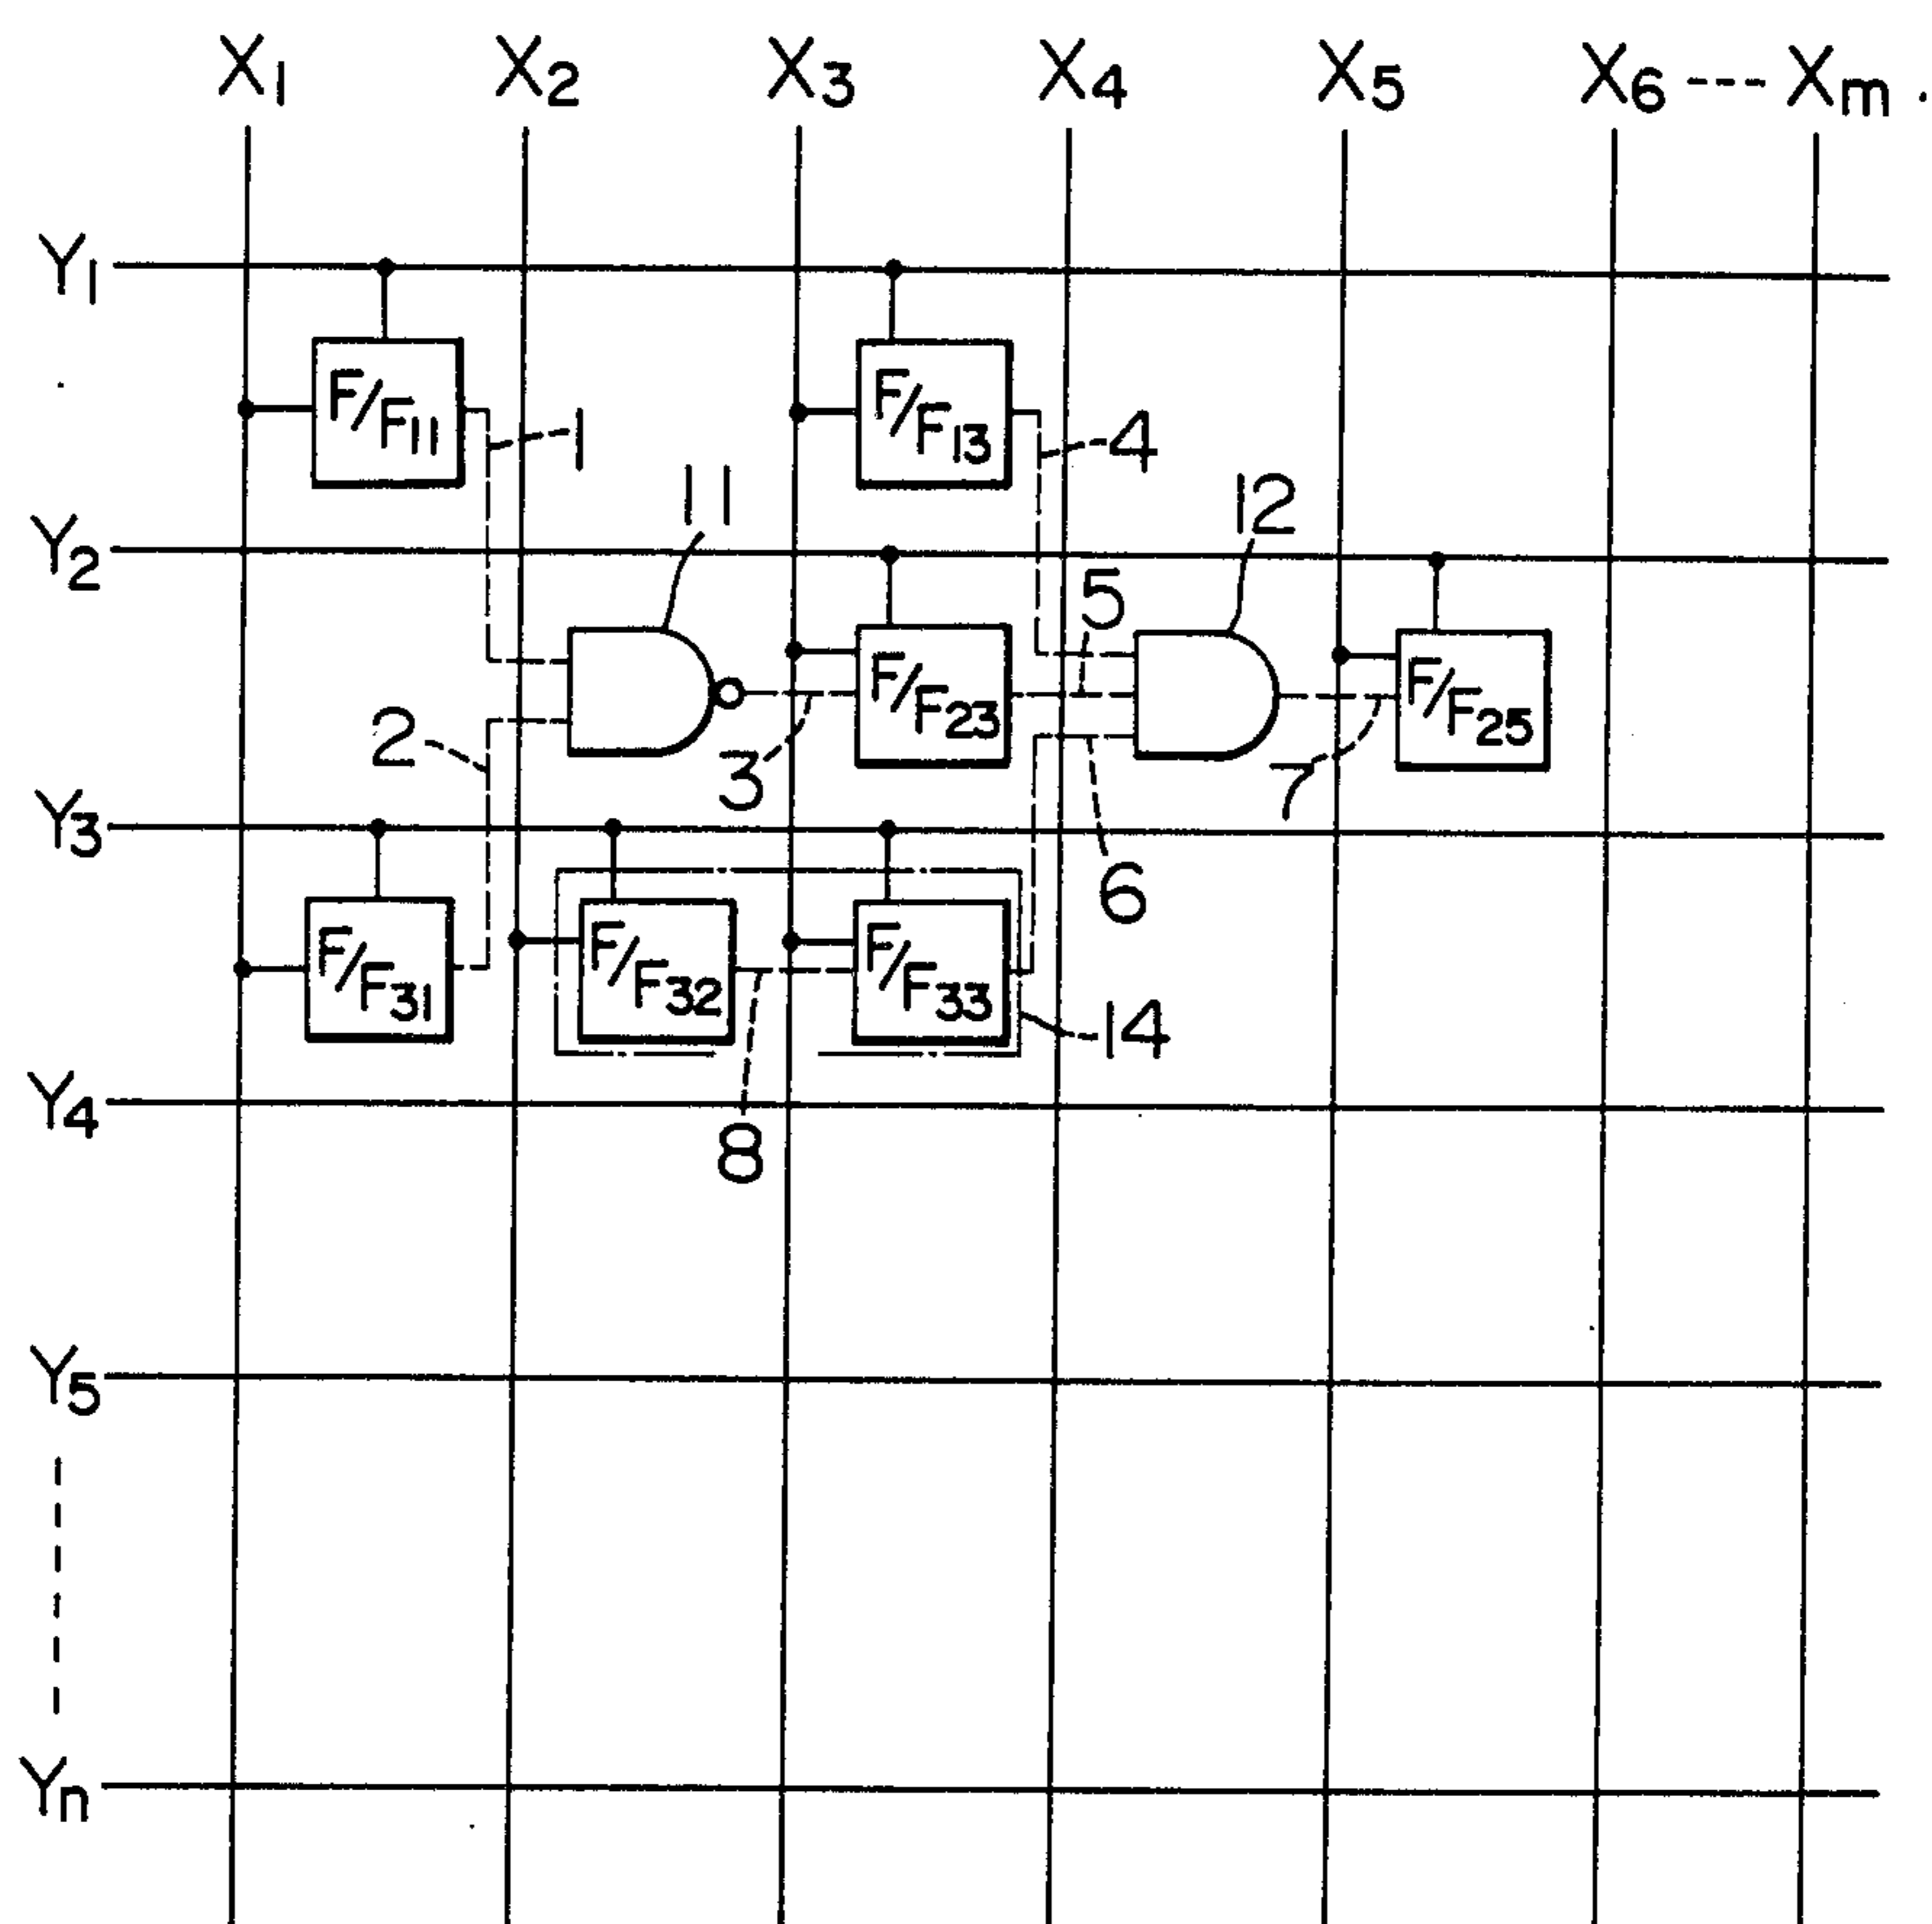 X1 X2 X3 X4 X5 X6 ---- Xm
Y1
F/F11
1
F/F13
4
11
12
Y2
5
F/F23
F/F25
2
3
7
Y3
6
F/F31
F/F32
F/F33
14
Y4
8
Y5
Yn